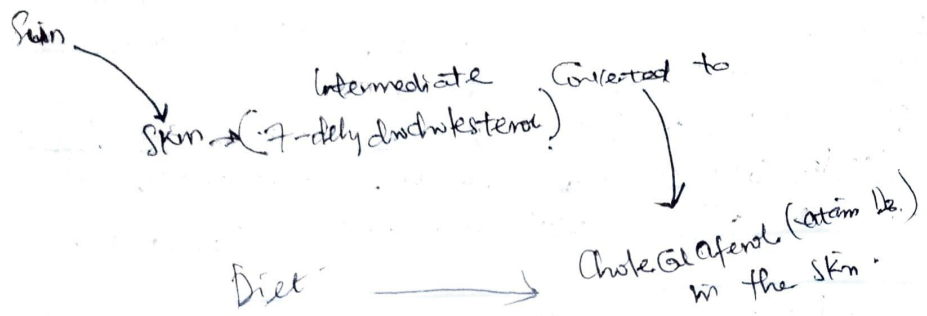 Sun
Intermediate Converted to
Skin → (7-dehydrocholesterol)
Cholecalciferol (vitamin D3)
in the skin.
Diet →